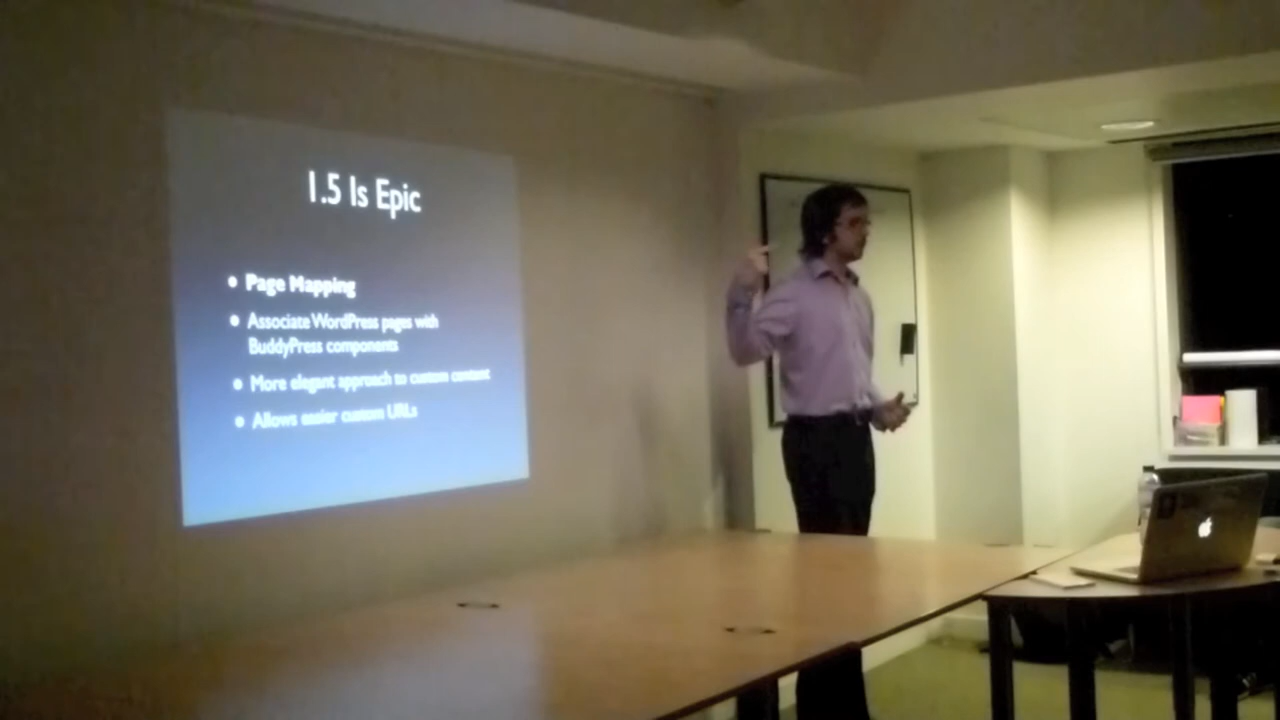 1.5 Is Epic
• Page Mapping
• Associate WordPress pages with
BuddyPress components
• More elegant approach to custom content
• Allows easier custom URLs